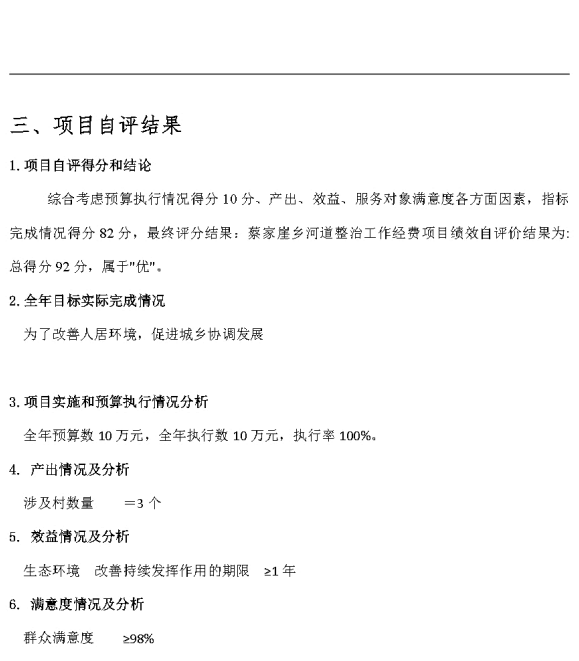 三、项目自评结果
1. 项目自评得分和结论
综合考虑预算执行情况得分 10 分、产出、效益、服务对象满意度各方面因素，指标
完成情况得分 82 分，最终评分结果：蔡家崖乡河道整治工作经费项目绩效自评价结果为:
总得分 92 分，属于"优"。
2. 全年目标实际完成情况
为了改善人居环境，促进城乡协调发展
3. 项目实施和预算执行情况分析
全年预算数 10 万元，全年执行数 10 万元，执行率 100%。
4. 产出情况及分析
涉及村数量 ＝3 个
5. 效益情况及分析
生态环境 改善持续发挥作用的期限 ≥1 年
6. 满意度情况及分析
群众满意度 ≥98%